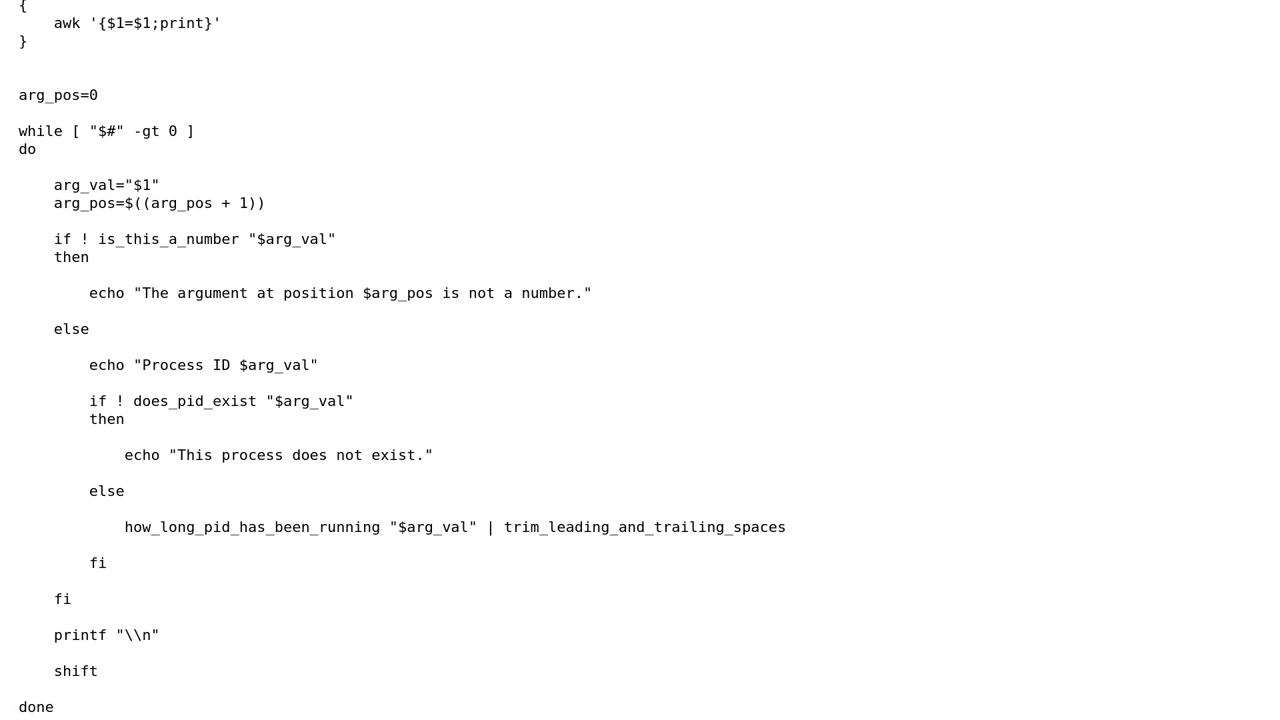 {
    awk '{$1=$1;print}'
}
arg_pos=0
while [ "$#" -gt 0 ]
do
    arg_val="$1"
    arg_pos=$((arg_pos + 1))
    if ! is_this_a_number "$arg_val"
    then
        echo "The argument at position $arg_pos is not a number."
    else
        echo "Process ID $arg_val"
        if ! does_pid_exist "$arg_val"
        then
            echo "This process does not exist."
        else
            how_long_pid_has_been_running "$arg_val" | trim_leading_and_trailing_spaces
        fi
    fi
    printf "\\n"
    shift
done